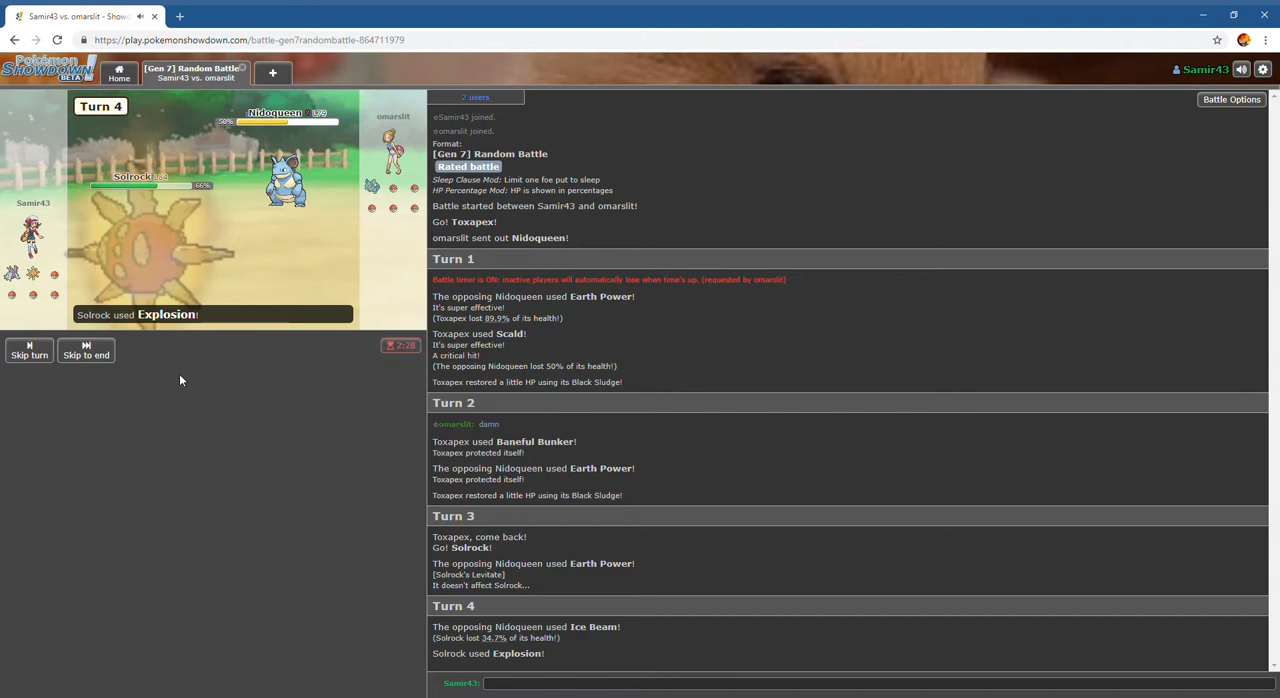 Samir43 vs. omarslit - Showd
https://play.pokemonshowdown.com/battle-gen7randombattle-864711979
Pokémon
SHOWDOWN!
BETA
Home
[Gen 7] Random Battle
Samir43 vs. omarslit
Samir43
Turn 4
Nidoqueen L79
50%
omarslit
Solrock L84
66%
Samir43
Solrock used Explosion!
Skip turn
Skip to end
2:28
2 users
Battle Options
☆Samir43 joined.
☆omarslit joined.
Format:
[Gen 7] Random Battle
Rated battle
Sleep Clause Mod: Limit one foe put to sleep
HP Percentage Mod: HP is shown in percentages
Battle started between Samir43 and omarslit!
Go! Toxapex!
omarslit sent out Nidoqueen!
Turn 1
Battle timer is ON: inactive players will automatically lose when time's up. (requested by omarslit)
The opposing Nidoqueen used Earth Power!
It's super effective!
(Toxapex lost 89.9% of its health!)
Toxapex used Scald!
It's super effective!
A critical hit!
(The opposing Nidoqueen lost 50% of its health!)
Toxapex restored a little HP using its Black Sludge!
Turn 2
☆omarslit: damn
Toxapex used Baneful Bunker!
Toxapex protected itself!
The opposing Nidoqueen used Earth Power!
Toxapex protected itself!
Toxapex restored a little HP using its Black Sludge!
Turn 3
Toxapex, come back!
Go! Solrock!
The opposing Nidoqueen used Earth Power!
[Solrock's Levitate]
It doesn't affect Solrock...
Turn 4
The opposing Nidoqueen used Ice Beam!
(Solrock lost 34.7% of its health!)
Solrock used Explosion!
Samir43: